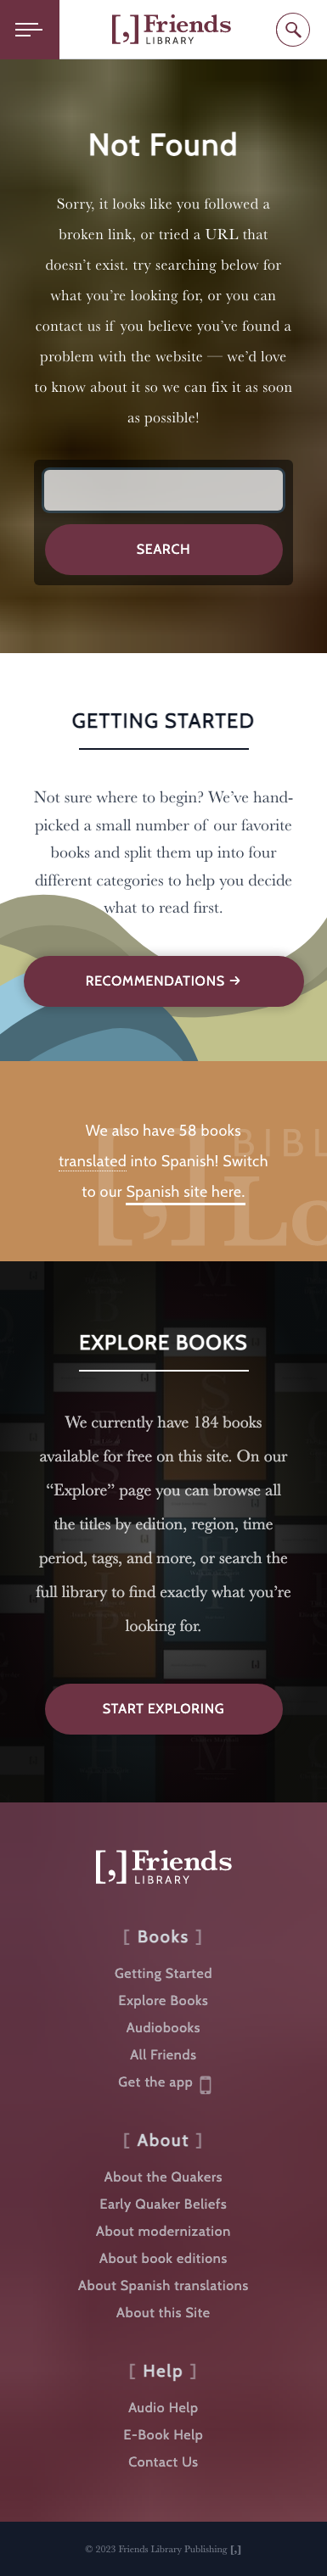 [,] Friends
LIBRARY
Not Found
Sorry, it looks like you followed a
broken link, or tried a URL that
doesn't exist. try searching below for
what you're looking for, or you can
contact us if you believe you've found a
problem with the website — we'd love
to know about it so we can fix it as soon
as possible!
SEARCH
GETTING STARTED
Not sure where to begin? We've hand-
picked a small number of our favorite
books and split them up into four
different categories to help you decide
what to read first.
RECOMMENDATIONS →
BIBL
[,] Lo
We also have 58 books
translated into Spanish! Switch
to our Spanish site here.
EXPLORE BOOKS
We currently have 184 books
available for free on this site. On our
“Explore” page you can browse all
the titles by edition, region, time
period, tags, and more, or search the
full library to find exactly what you're
looking for.
START EXPLORING
[,] Friends
LIBRARY
[ Books ]
Getting Started
Explore Books
Audiobooks
All Friends
Get the app
[ About ]
About the Quakers
Early Quaker Beliefs
About modernization
About book editions
About Spanish translations
About this Site
[ Help ]
Audio Help
E-Book Help
Contact Us
© 2023 Friends Library Publishing [,]